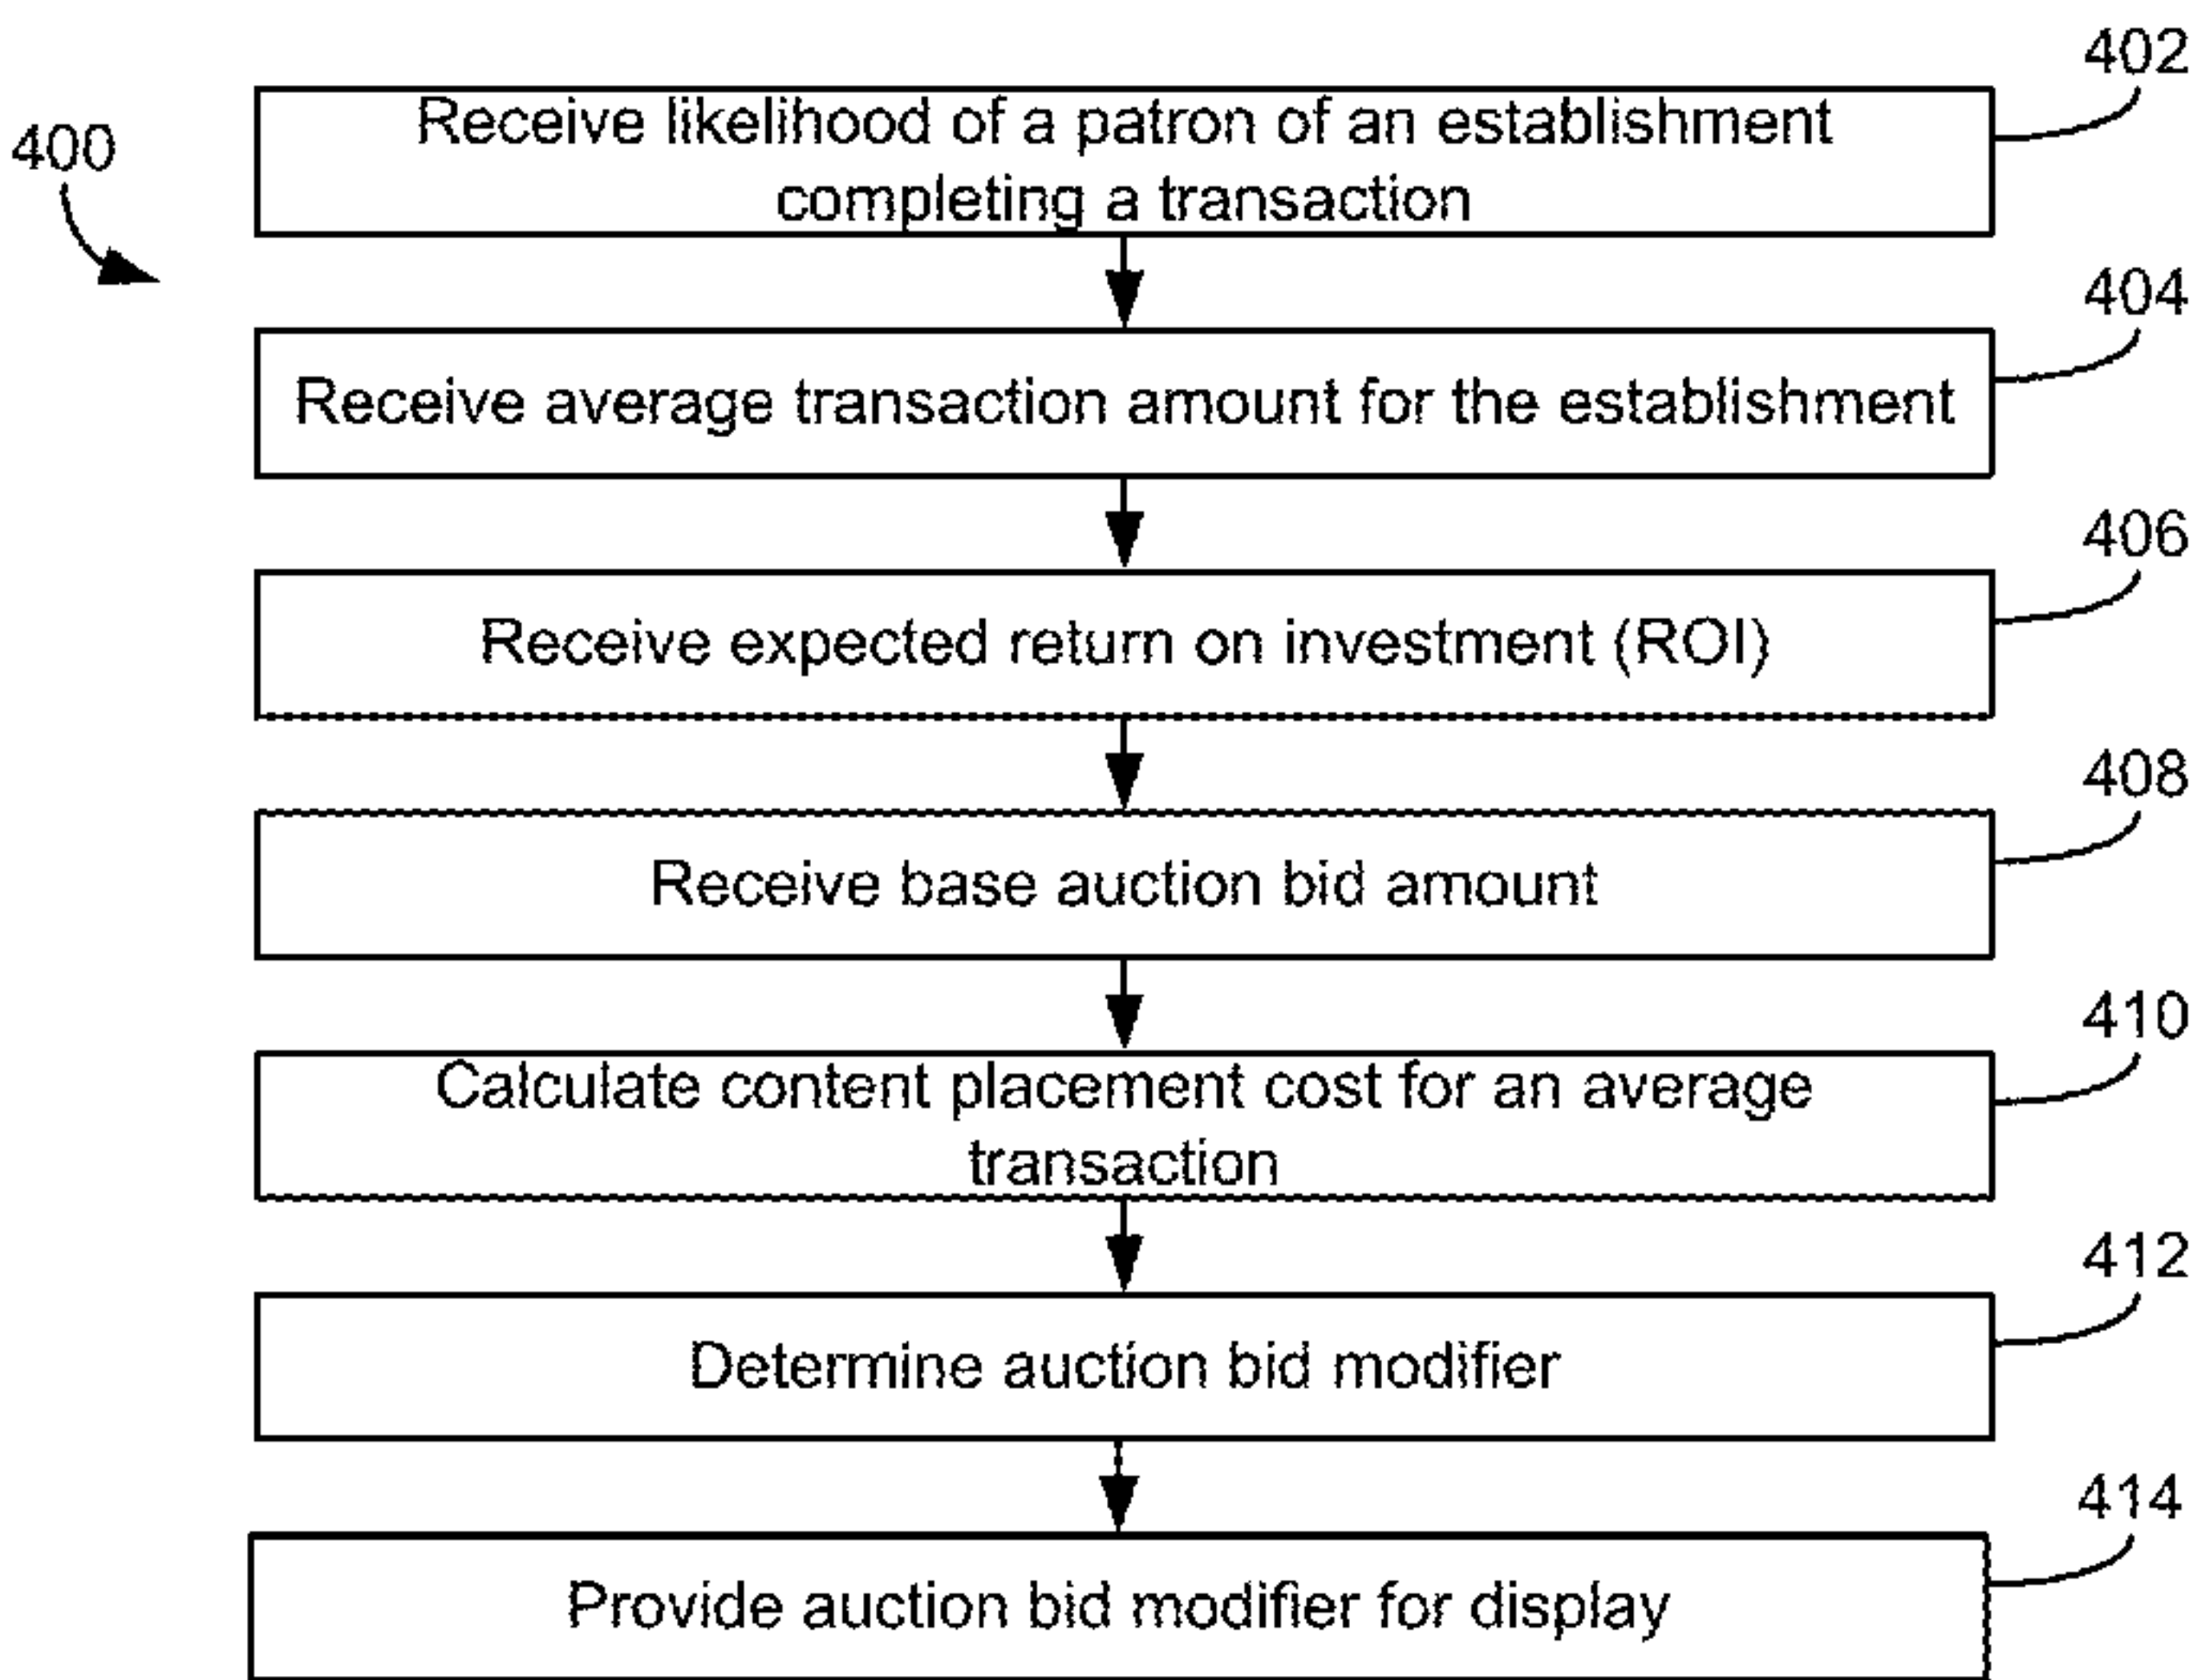 402
Receive likelihood of a patron of an establishment
completing a transaction
400
404
Receive average transaction amount for the establishment
406
Receive expected return on investment (ROI)
408
Receive base auction bid amount
410
Calculate content placement cost for an average
transaction
412
Determine auction bid modifier
414
Provide auction bid modifier for display